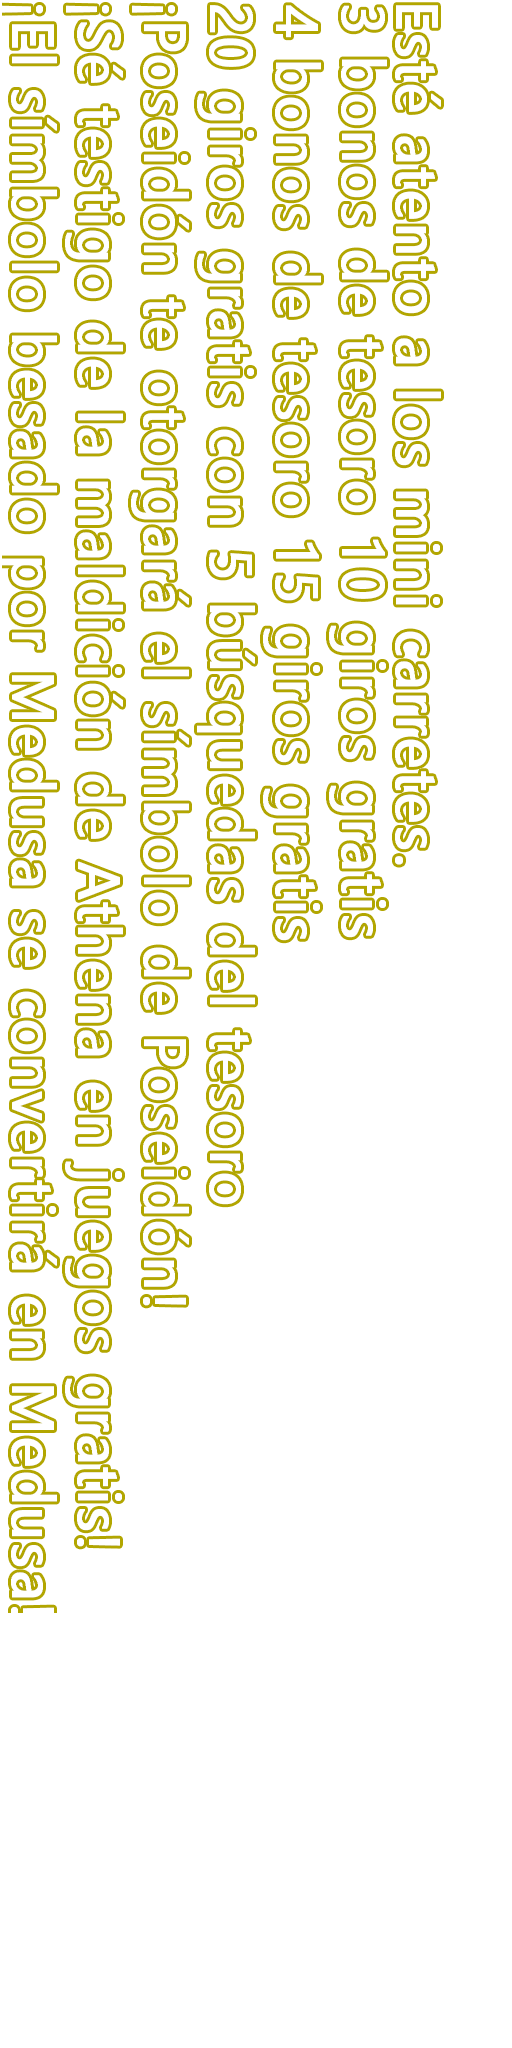 Esté atento a los mini carretes.
3 bonos de tesoro 10 giros gratis
4 bonos de tesoro 15 giros gratis
20 giros gratis con 5 búsquedas del tesoro
¡Poseidón te otorgará el símbolo de Poseidón!
¡Sé testigo de la maldición de Athena en juegos gratis!
¡El símbolo besado por Medusa se convertirá en Medusa!